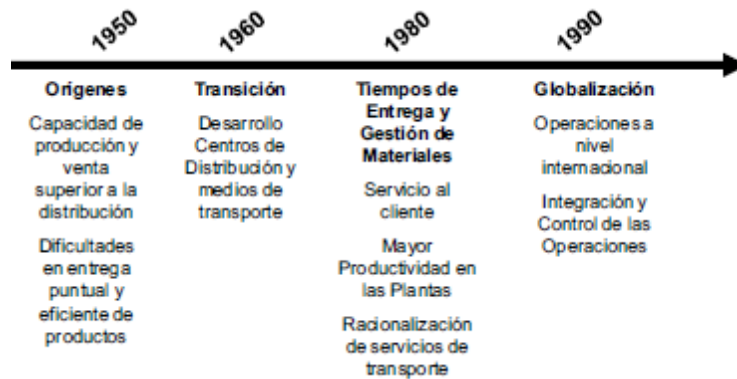 1950
1960
1980
1990
Orígenes
Capacidad de
producción y
venta
superior a la
distribución
Dificultades
en entrega
puntual y
eficiente de
productos
Transición
Desarrollo
Centros de
Distribución y
medios de
transporte
Tiempos de
Entrega y
Gestión de
Materiales
Servicio al
cliente
Mayor
Productividad en
las Plantas
Racionalización
de servicios de
transporte
Globalización
Operaciones a
nivel
internacional
Integración y
Control de las
Operaciones